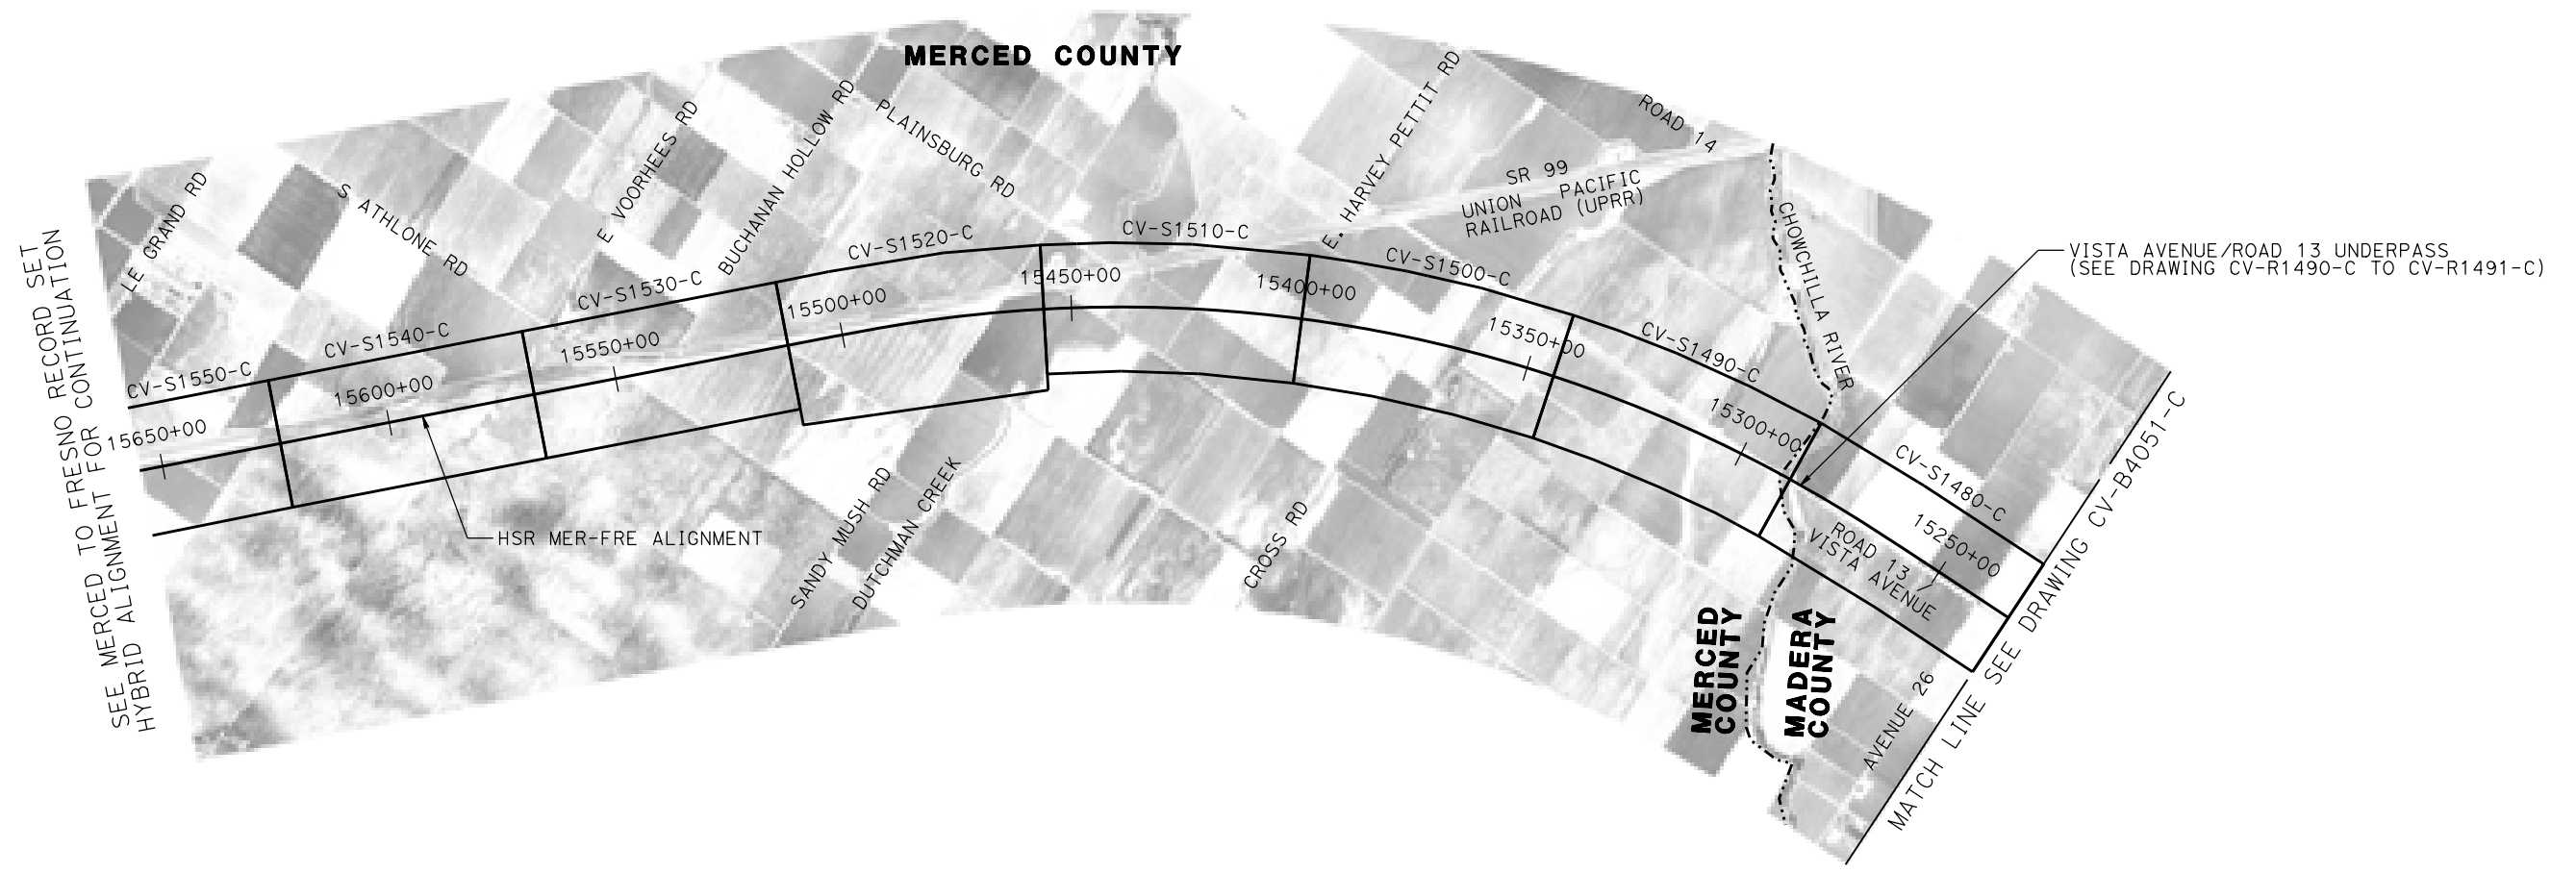 MERCED COUNTY
SEE MERCED TO FRESNO RECORD SET
HYBRID ALIGNMENT FOR CONTINUATION
LE GRAND RD
S ATHLONE RD
E VOORHEES RD
BUCHANAN HOLLOW RD
PLAINSBURG RD
E. HARVEY PETTIT RD
ROAD 14
SR 99
UNION PACIFIC
RAILROAD (UPRR)
CHOWCHILLA RIVER
VISTA AVENUE/ROAD 13 UNDERPASS
(SEE DRAWING CV-R1490-C TO CV-R1491-C)
CV-S1550-C
CV-S1540-C
CV-S1530-C
CV-S1520-C
CV-S1510-C
CV-S1500-C
CV-S1490-C
CV-S1480-C
15650+00
15600+00
15550+00
15500+00
15450+00
15400+00
15350+00
15300+00
15250+00
HSR MER-FRE ALIGNMENT
SANDY MUSH RD
DUTCHMAN CREEK
CROSS RD
ROAD 13
VISTA AVENUE
MERCED
COUNTY
MADERA
COUNTY
AVENUE 26
MATCH LINE SEE DRAWING CV-B4051-C